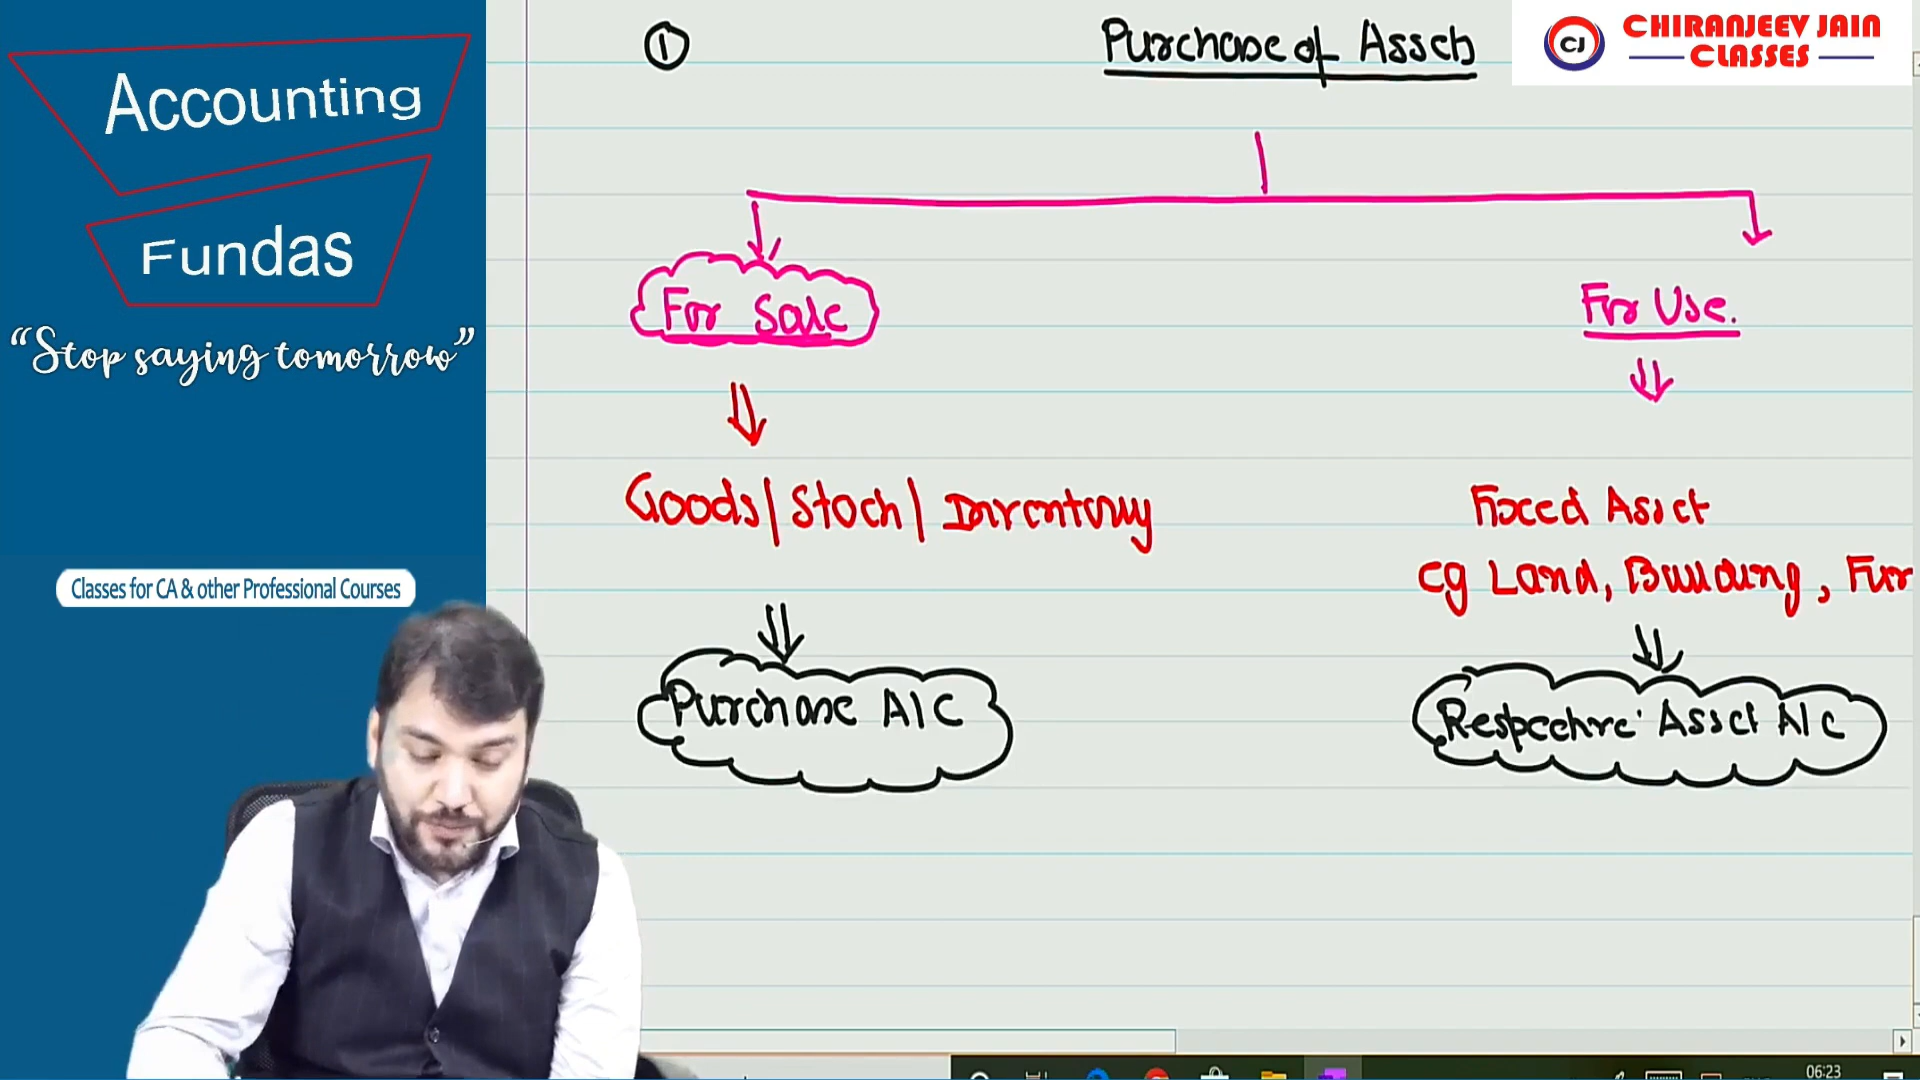 Accounting
Fundas
“Stop saying tomorrow”
Classes for CA & other Professional Courses
CHIRANJEEV JAIN
CJ
CLASSES
① Purchase of Assets
For Sale
For Use.
Goods/Stock/Inventory
Fixed Asset
eg Land, Building, Fur
Purchase A/C
Respective Asset A/C
06:23